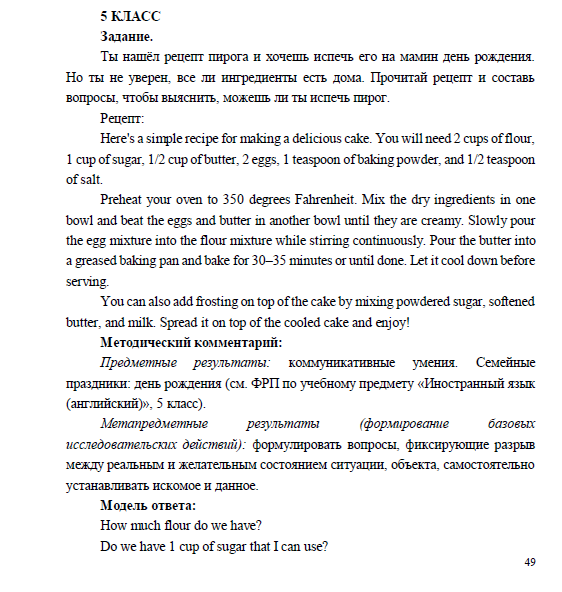 5 КЛАСС
Задание.
Ты нашёл рецепт пирога и хочешь испечь его на мамин день рождения.
Но ты не уверен, все ли ингредиенты есть дома. Прочитай рецепт и составь
вопросы, чтобы выяснить, можешь ли ты испечь пирог.
Рецепт:
Here's a simple recipe for making a delicious cake. You will need 2 cups of flour,
1 cup of sugar, 1/2 cup of butter, 2 eggs, 1 teaspoon of baking powder, and 1/2 teaspoon
of salt.
Preheat your oven to 350 degrees Fahrenheit. Mix the dry ingredients in one
bowl and beat the eggs and butter in another bowl until they are creamy. Slowly pour
the egg mixture into the flour mixture while stirring continuously. Pour the butter into
a greased baking pan and bake for 30–35 minutes or until done. Let it cool down before
serving.
You can also add frosting on top of the cake by mixing powdered sugar, softened
butter, and milk. Spread it on top of the cooled cake and enjoy!
Методический комментарий:
Предметные результаты: коммуникативные умения. Семейные
праздники: день рождения (см. ФРП по учебному предмету «Иностранный язык
(английский)», 5 класс).
Метапредметные результаты (формирование базовых
исследовательских действий): формулировать вопросы, фиксирующие разрыв
между реальным и желательным состоянием ситуации, объекта, самостоятельно
устанавливать искомое и данное.
Модель ответа:
How much flour do we have?
Do we have 1 cup of sugar that I can use?
49